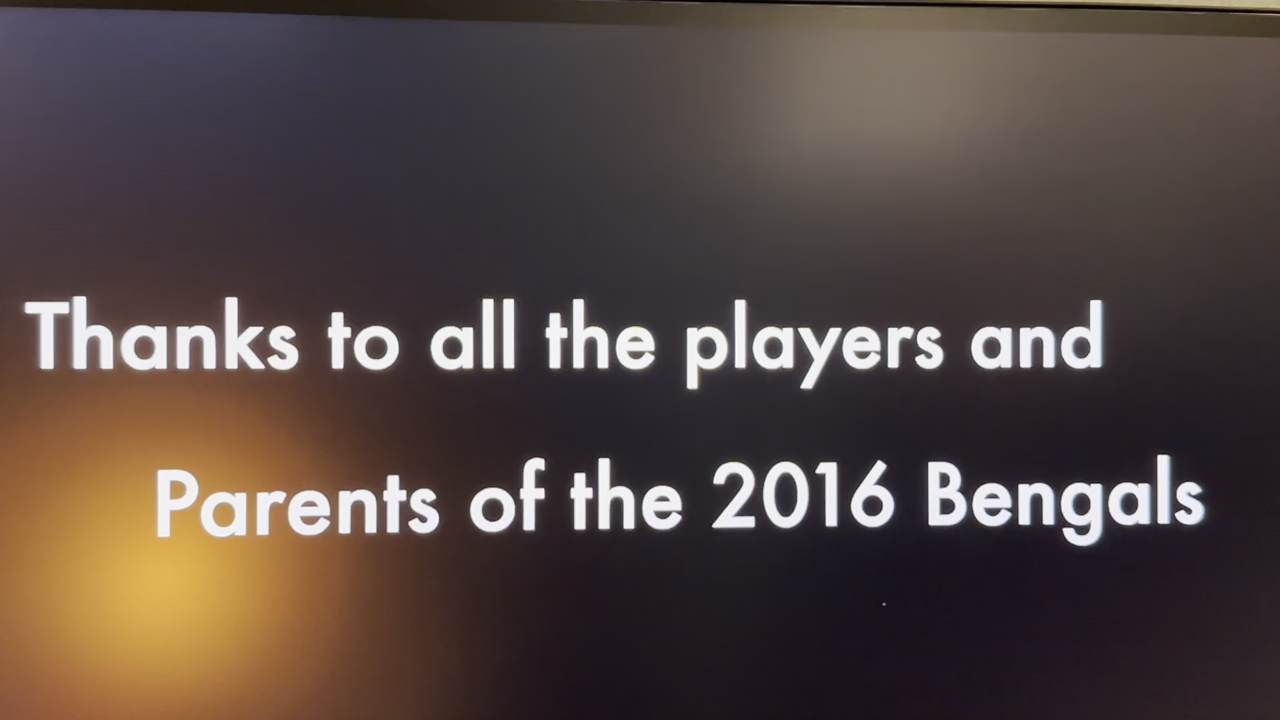 Thanks to all the players and
Parents of the 2016 Bengals